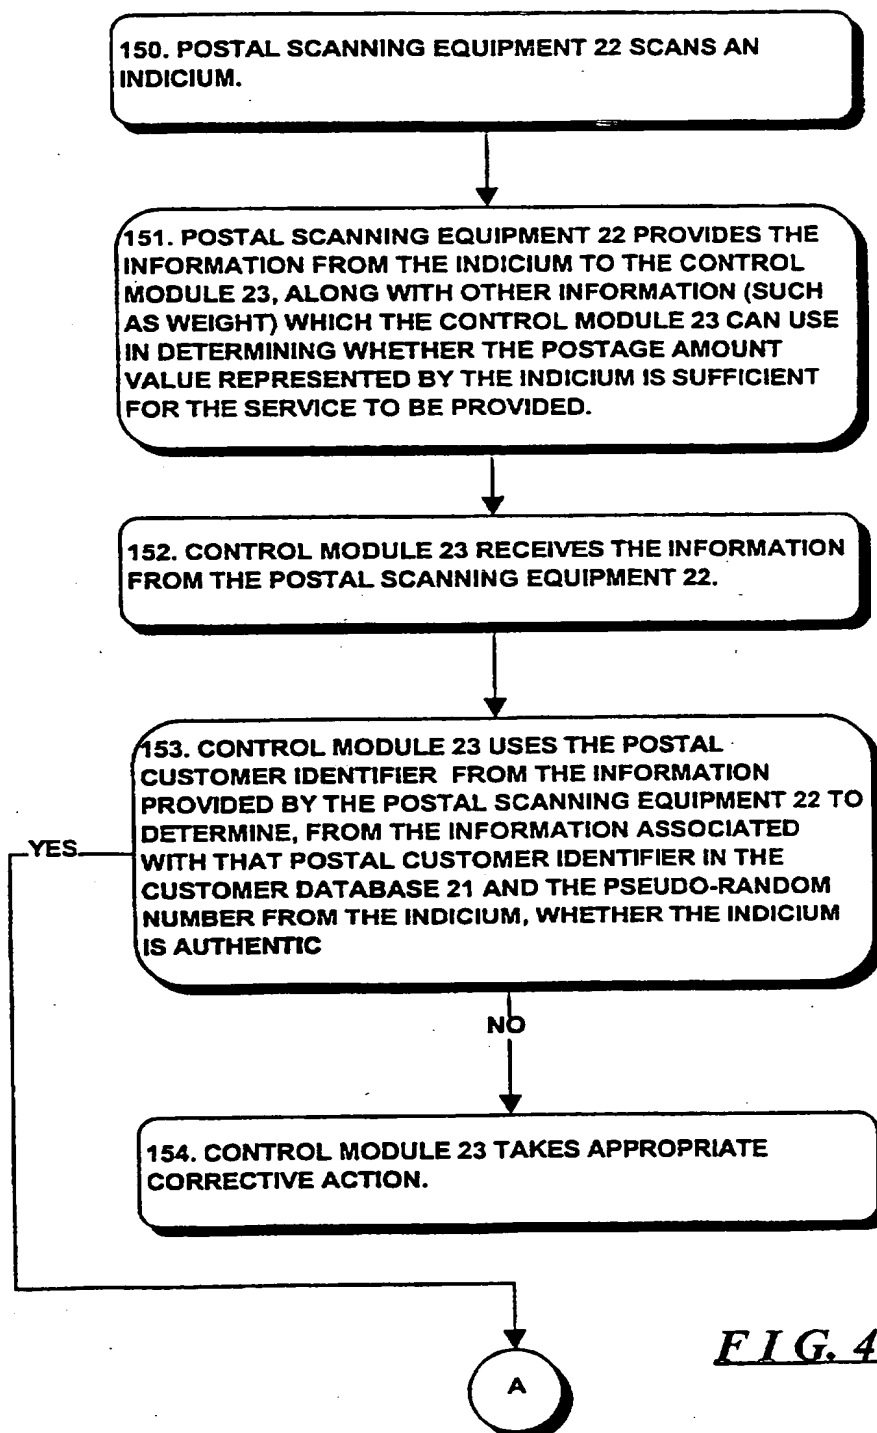 150. POSTAL SCANNING EQUIPMENT 22 SCANS AN
INDICIUM.
151. POSTAL SCANNING EQUIPMENT 22 PROVIDES THE
INFORMATION FROM THE INDICIUM TO THE CONTROL
MODULE 23, ALONG WITH OTHER INFORMATION (SUCH
AS WEIGHT) WHICH THE CONTROL MODULE 23 CAN USE
IN DETERMINING WHETHER THE POSTAGE AMOUNT
VALUE REPRESENTED BY THE INDICIUM IS SUFFICIENT
FOR THE SERVICE TO BE PROVIDED.
152. CONTROL MODULE 23 RECEIVES THE INFORMATION
FROM THE POSTAL SCANNING EQUIPMENT 22.
153. CONTROL MODULE 23 USES THE POSTAL
CUSTOMER IDENTIFIER FROM THE INFORMATION
PROVIDED BY THE POSTAL SCANNING EQUIPMENT 22 TO
DETERMINE, FROM THE INFORMATION ASSOCIATED
WITH THAT POSTAL CUSTOMER IDENTIFIER IN THE
CUSTOMER DATABASE 21 AND THE PSEUDO-RANDOM
NUMBER FROM THE INDICIUM, WHETHER THE INDICIUM
IS AUTHENTIC
YES
NO
154. CONTROL MODULE 23 TAKES APPROPRIATE
CORRECTIVE ACTION.
FIG. 4
A